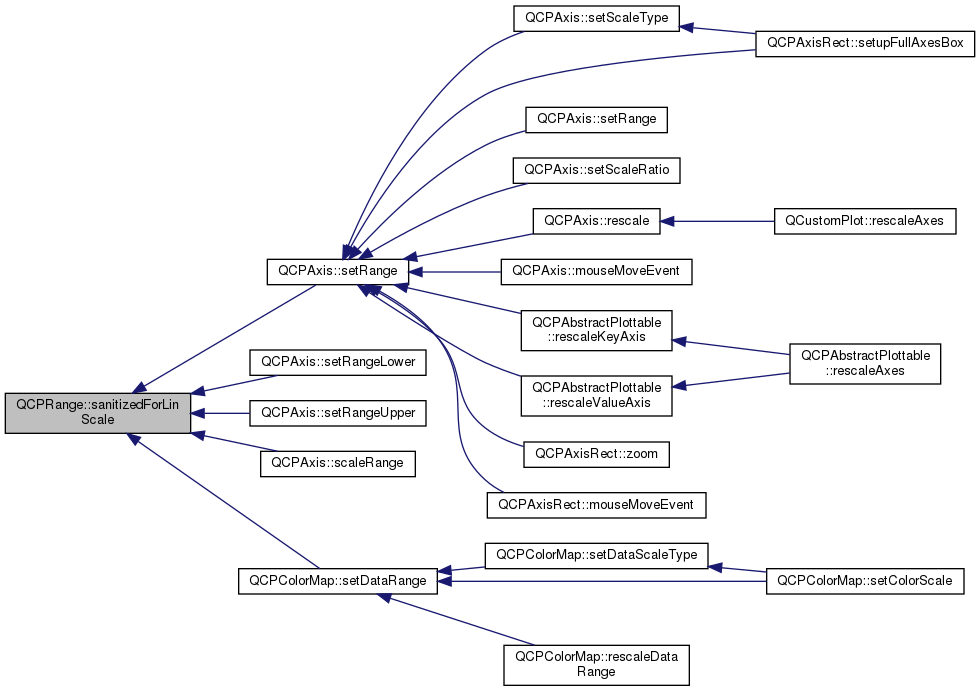 QCPAxis::setScaleType
QCPAxisRect::setupFullAxesBox
QCPAxis::setRange
QCPAxis::setScaleRatio
QCPAxis::rescale
QCustomPlot::rescaleAxes
QCPAxis::setRange
QCPAxis::mouseMoveEvent
QCPAbstractPlottable
::rescaleKeyAxis
QCPAbstractPlottable
::rescaleAxes
QCPAxis::setRangeLower
QCPAbstractPlottable
::rescaleValueAxis
QCPRange::sanitizedForLin
Scale
QCPAxis::setRangeUpper
QCPAxisRect::zoom
QCPAxis::scaleRange
QCPAxisRect::mouseMoveEvent
QCPColorMap::setDataScaleType
QCPColorMap::setDataRange
QCPColorMap::setColorScale
QCPColorMap::rescaleData
Range